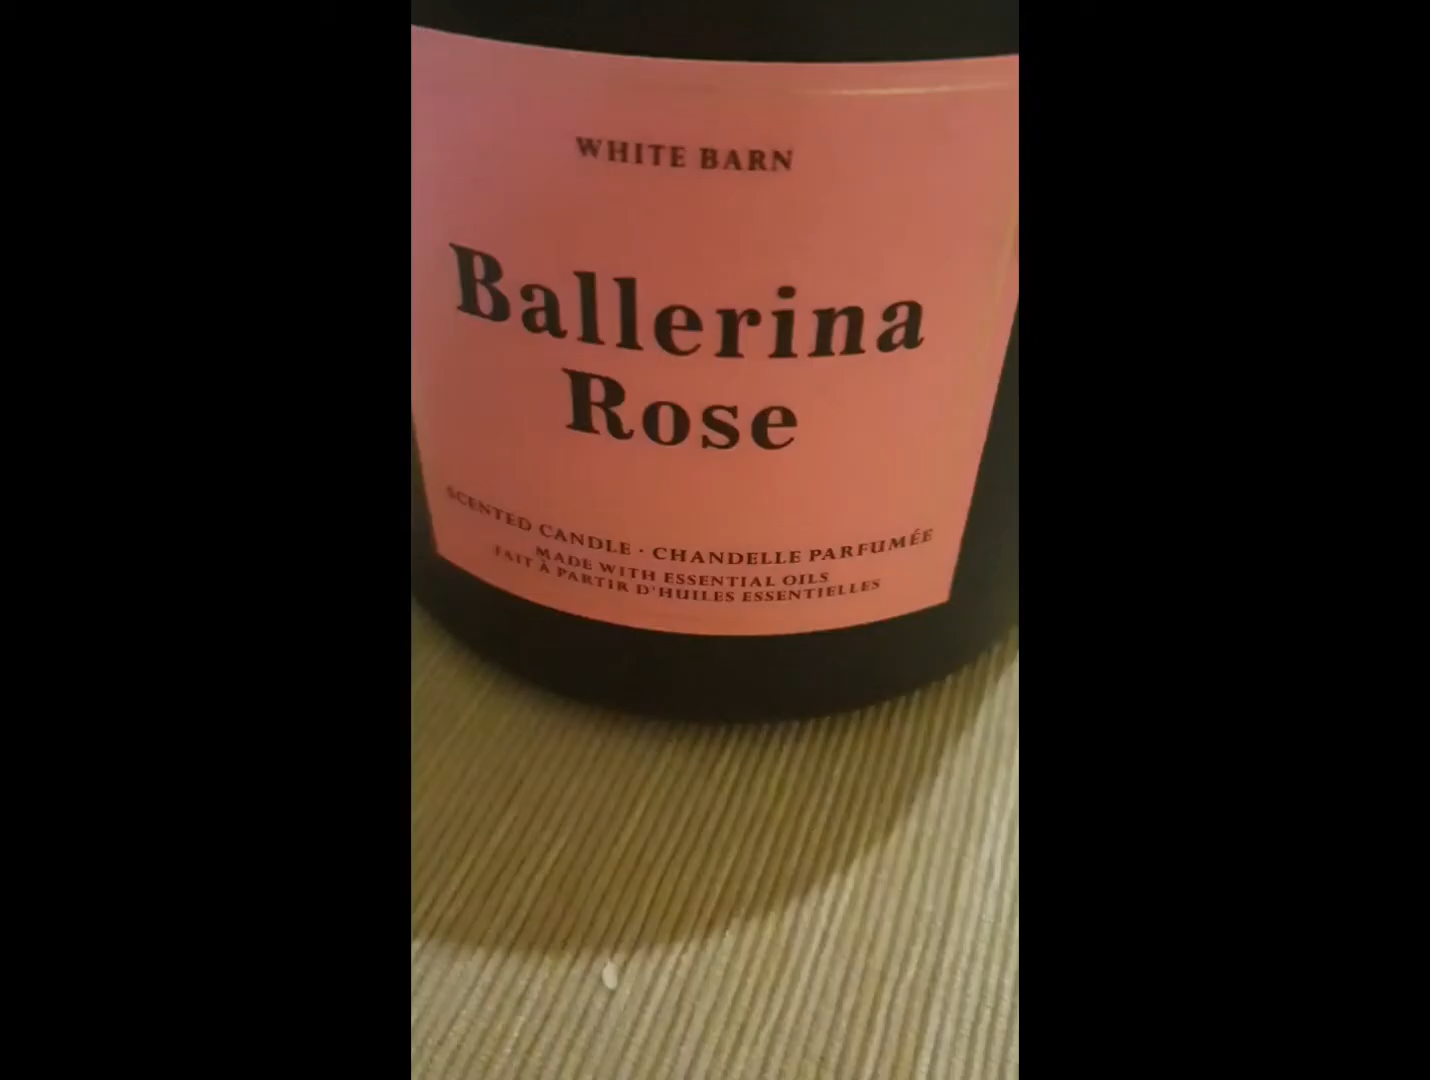 WHITE BARN
Ballerina
Rose
SCENTED CANDLE · CHANDELLE PARFUMÉE
MADE WITH ESSENTIAL OILS
FAIT À PARTIR D'HUILES ESSENTIELLES